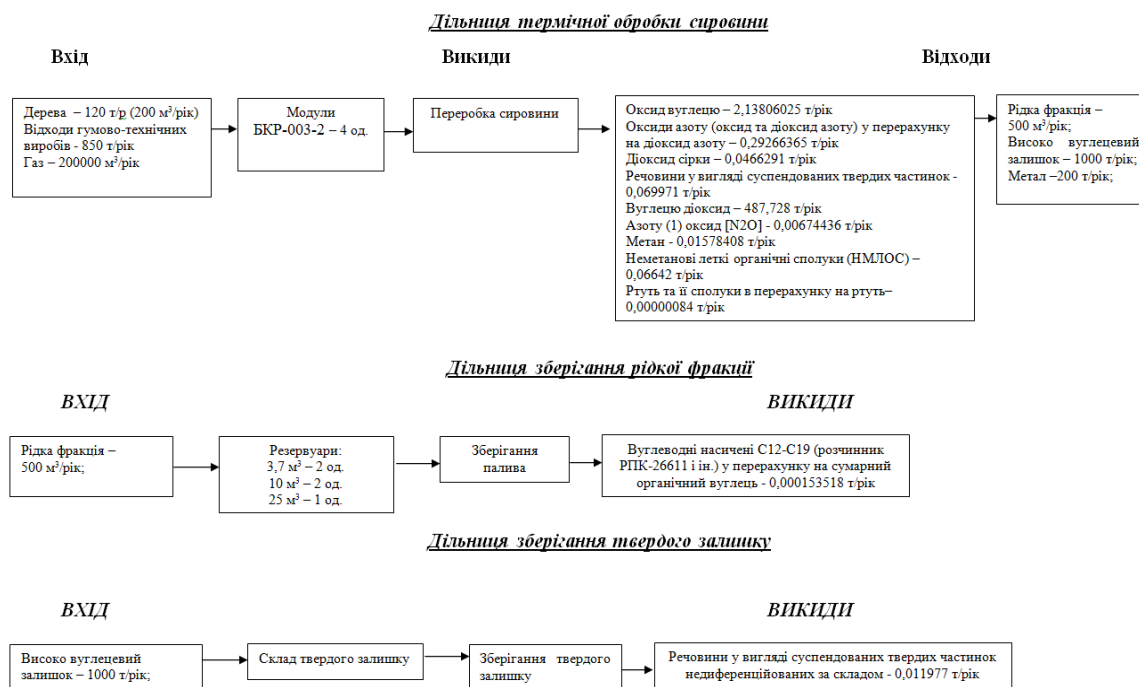 Дільниця термічної обробки сировини
Вхід
Викиди
Відходи
Дерева – 120 т/р (200 м³/рік)
Відходи гумово-технічних
виробів - 850 т/рік
Газ – 200000 м³/рік
Модули
БКР-003-2 – 4 од.
Переробка сировини
Оксид вуглецю – 2,13806025 т/рік
Оксиди азоту (оксид та діоксид азоту) у перерахунку
на діоксид азоту – 0,29266365 т/рік
Діоксид сірки – 0,0466291 т/рік
Речовини у вигляді суспендованих твердих частинок -
0,069971 т/рік
Вуглецю діоксид – 487,728 т/рік
Азоту (1) оксид [N2O] - 0,00674436 т/рік
Метан - 0,01578408 т/рік
Неметанові леткі органічні сполуки (НМЛОС) –
0,06642 т/рік
Ртуть та її сполуки в перерахунку на ртуть–
0,00000084 т/рік
Рідка фракція –
500 м³/рік;
Високо вуглецевий
залишок – 1000 т/рік;
Метал –200 т/рік;
Дільниця зберігання рідкої фракції
ВХІД
ВИКИДИ
Рідка фракція –
500 м³/рік;
Резервуари:
3,7 м³ – 2 од.
10 м³ – 2 од.
25 м³ – 1 од.
Зберігання
палива
Вуглеводні насичені С12-С19 (розчинник
РПК-26611 і ін.) у перерахунку на сумарний
органічний вуглець - 0,000153518 т/рік
Дільниця зберігання твердого залишку
ВХІД
ВИКИДИ
Високо вуглецевий
залишок – 1000 т/рік;
Склад твердого залишку
Зберігання твердого
залишку
Речовини у вигляді суспендованих твердих частинок
недиференційованих за складом - 0,011977 т/рік